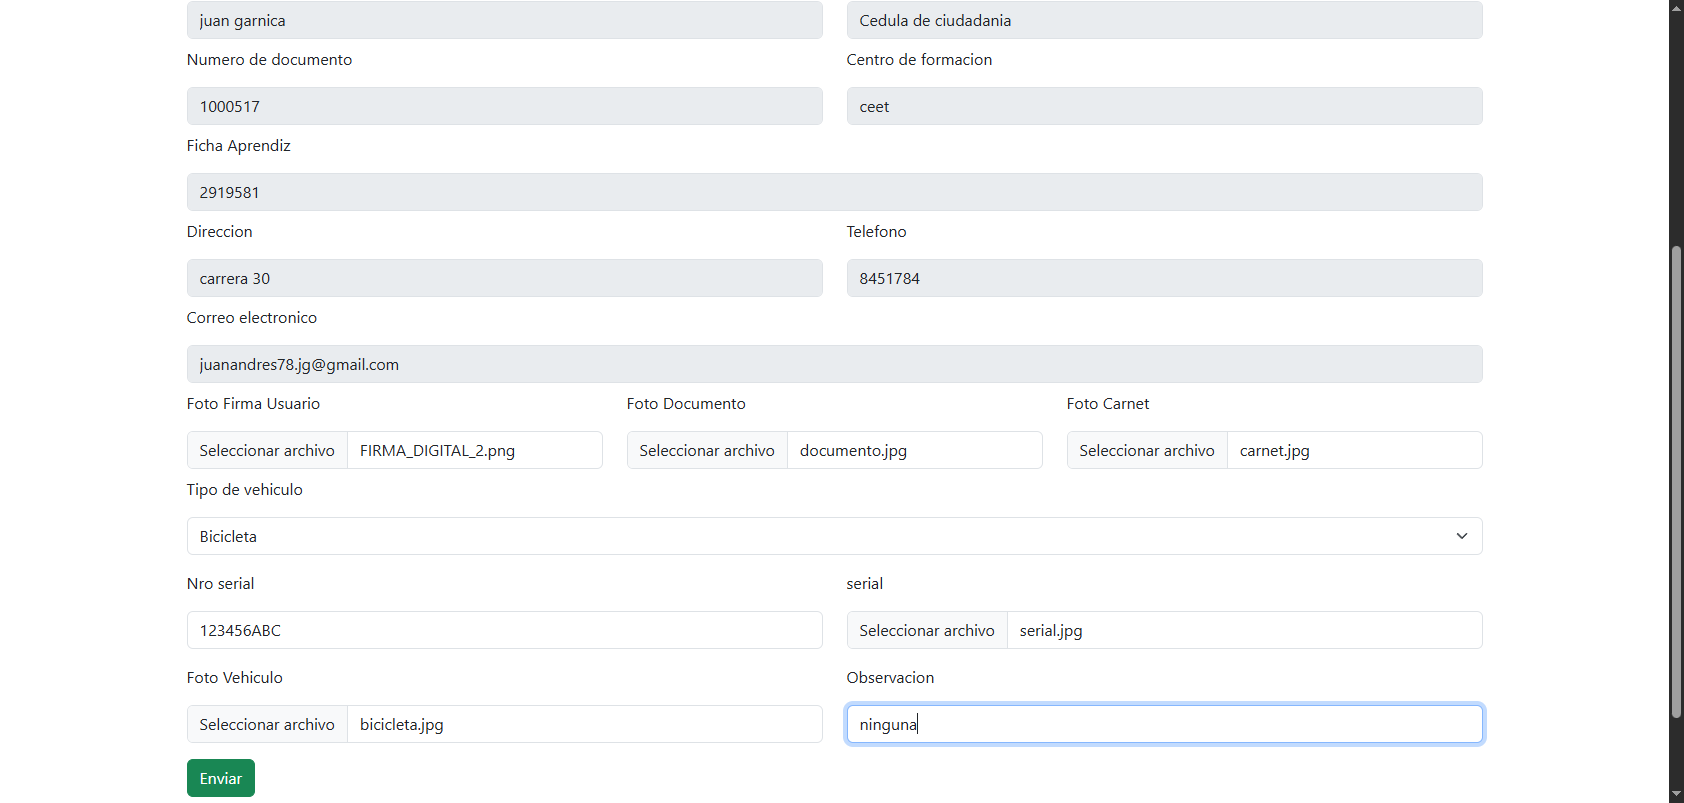 juan garnica
Cedula de ciudadania
Numero de documento
Centro de formacion
1000517
ceet
Ficha Aprendiz
2919581
Direccion
Telefono
carrera 30
8451784
Correo electronico
juanandres78.jg@gmail.com
Foto Firma Usuario
Foto Documento
Foto Carnet
Seleccionar archivo FIRMA_DIGITAL_2.png
Seleccionar archivo documento.jpg
Seleccionar archivo carnet.jpg
Tipo de vehiculo
Bicicleta
Nro serial
serial
123456ABC
Seleccionar archivo serial.jpg
Foto Vehiculo
Observacion
Seleccionar archivo bicicleta.jpg
ninguna
Enviar